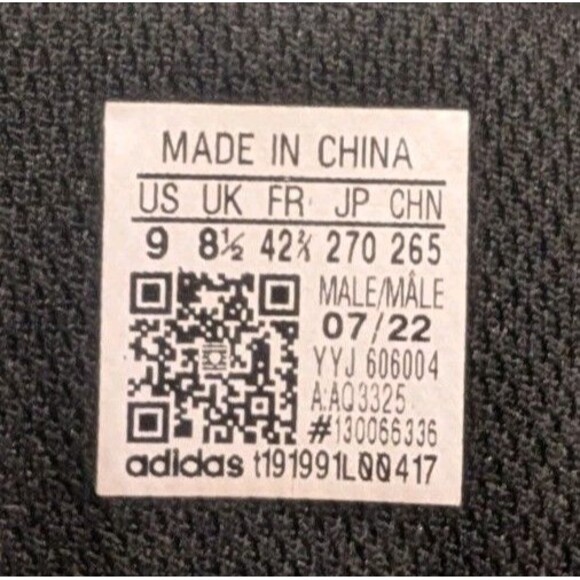 MADE IN CHINA
US UK FR JP CHN
9 8½ 42⅔ 270 265
MALE/MÂLE
07/22
YYJ 606004
A:AQ3325
#130066336
adidas t191991L00417